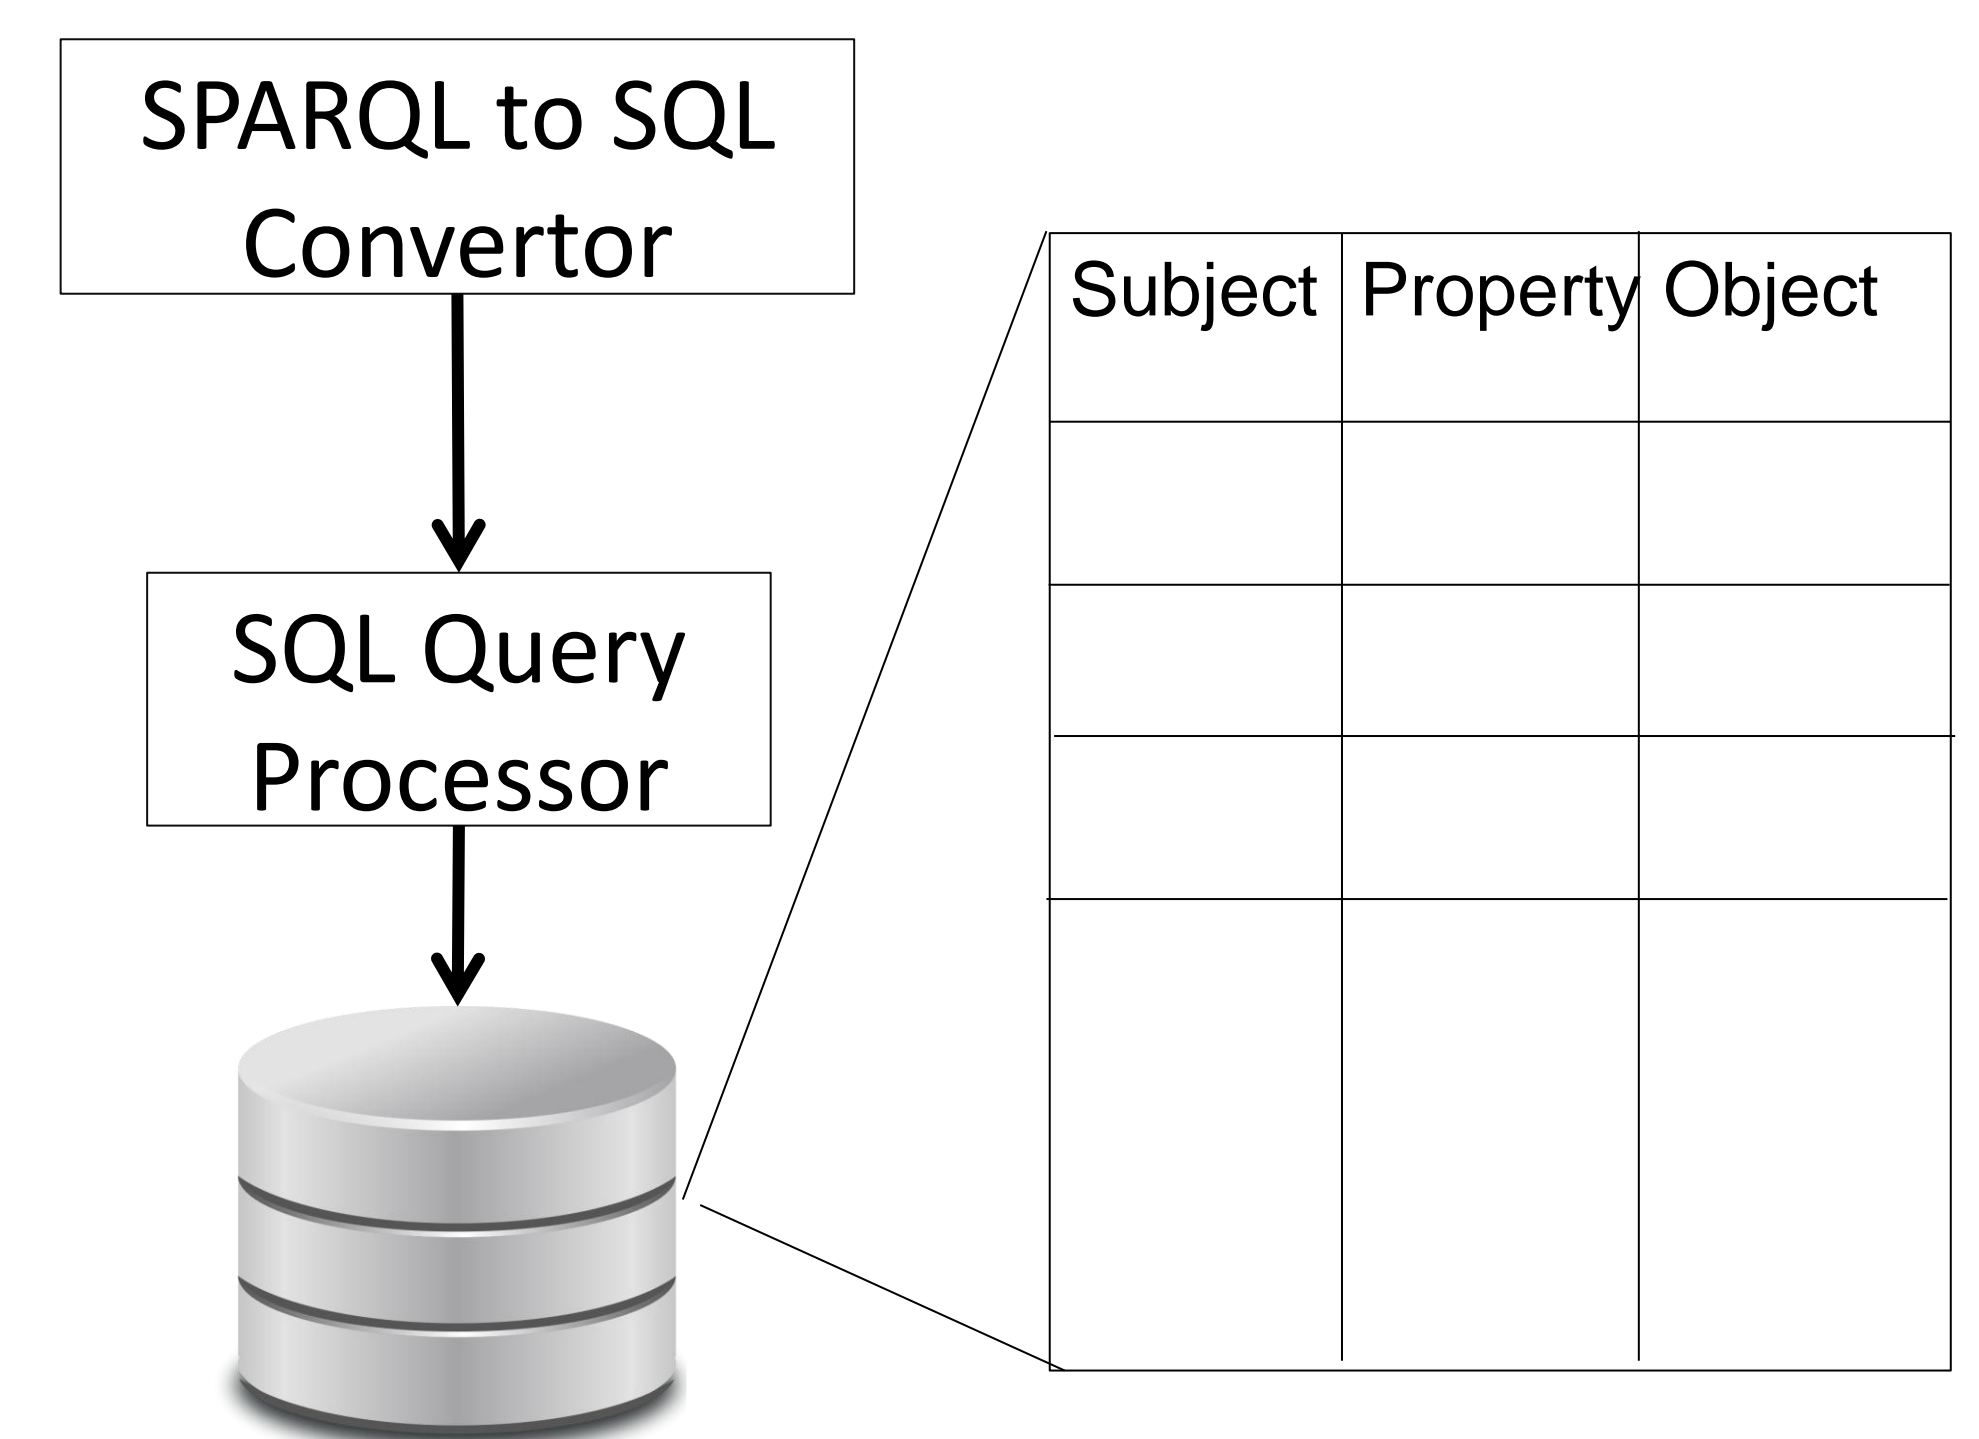 SPARQL to SQL
Convertor
SQL Query
Processor
Subject Property Object